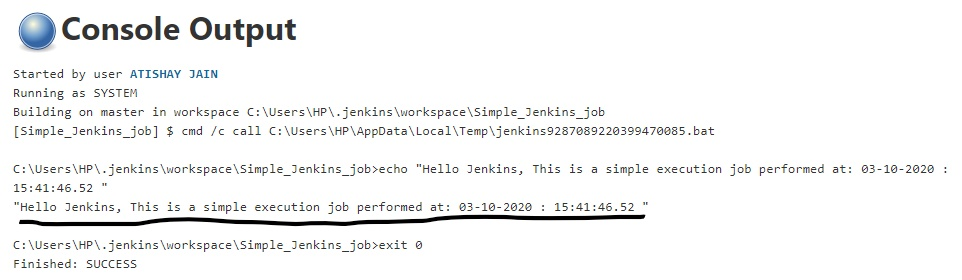 Console Output
Started by user ATISHAY JAIN
Running as SYSTEM
Building on master in workspace C:\Users\HP\.jenkins\workspace\Simple_Jenkins_job
[Simple_Jenkins_job] $ cmd /c call C:\Users\HP\AppData\Local\Temp\jenkins9287089220399470085.bat
C:\Users\HP\.jenkins\workspace\Simple_Jenkins_job>echo "Hello Jenkins, This is a simple execution job performed at: 03-10-2020 :
15:41:46.52 "
"Hello Jenkins, This is a simple execution job performed at: 03-10-2020 : 15:41:46.52 "
C:\Users\HP\.jenkins\workspace\Simple_Jenkins_job>exit 0
Finished: SUCCESS